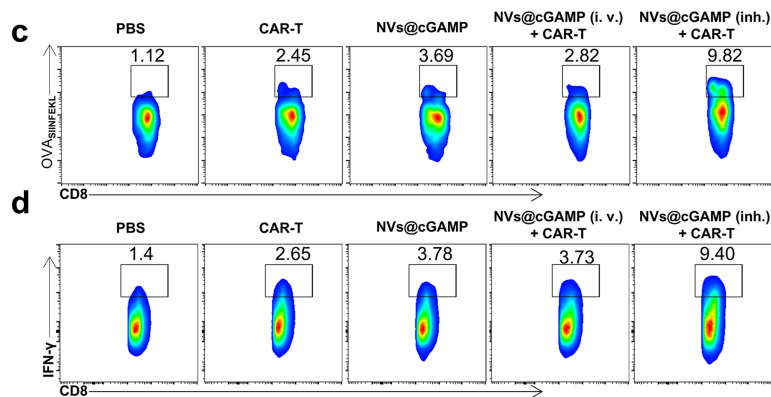 c
PBS
CAR-T
NVs@cGAMP
NVs@cGAMP (i. v.)
+ CAR-T
NVs@cGAMP (inh.)
+ CAR-T
1.12
2.45
3.69
2.82
9.82
OVASIINFEKL
CD8
d
PBS
CAR-T
NVs@cGAMP
NVs@cGAMP (i. v.)
+ CAR-T
NVs@cGAMP (inh.)
+ CAR-T
1.4
2.65
3.78
3.73
9.40
IFN-γ
CD8